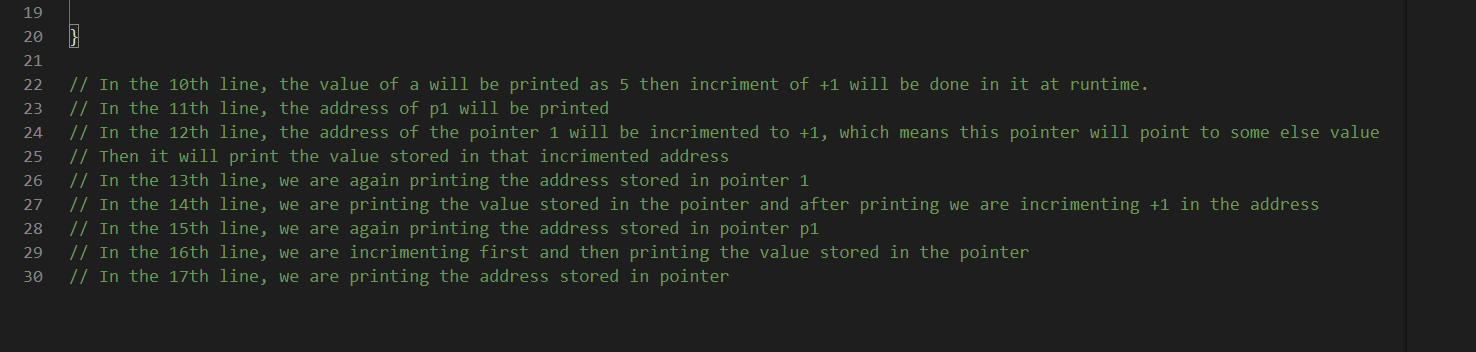 19
20 }
21
22 // In the 10th line, the value of a will be printed as 5 then incriment of +1 will be done in it at runtime.
23 // In the 11th line, the address of p1 will be printed
24 // In the 12th line, the address of the pointer 1 will be incrimented to +1, which means this pointer will point to some else value
25 // Then it will print the value stored in that incrimented address
26 // In the 13th line, we are again printing the address stored in pointer 1
27 // In the 14th line, we are printing the value stored in the pointer and after printing we are incrimenting +1 in the address
28 // In the 15th line, we are again printing the address stored in pointer p1
29 // In the 16th line, we are incrimenting first and then printing the value stored in the pointer
30 // In the 17th line, we are printing the address stored in pointer